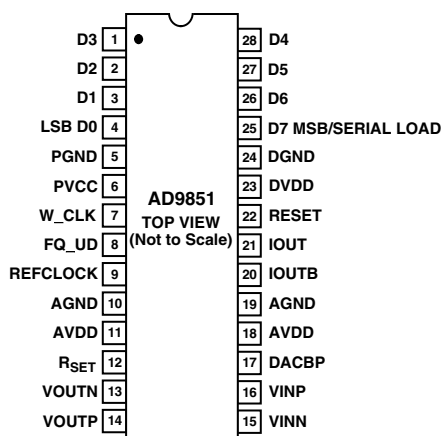 D3 1 28 D4
D2 2 27 D5
D1 3 26 D6
LSB D0 4 25 D7 MSB/SERIAL LOAD
PGND 5 24 DGND
PVCC 6 23 DVDD
AD9851
W_CLK 7 22 RESET
TOP VIEW
FQ_UD 8 21 IOUT
(Not to Scale)
REFCLOCK 9 20 IOUTB
AGND 10 19 AGND
AVDD 11 18 AVDD
RSET 12 17 DACBP
VOUTN 13 16 VINP
VOUTP 14 15 VINN